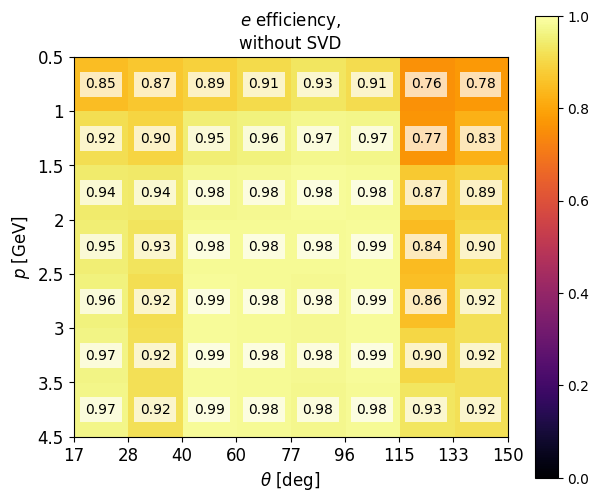 e efficiency,
without SVD
1.0
0.5
0.85 0.87 0.89 0.91 0.93 0.91 0.76 0.78
1
0.92 0.90 0.95 0.96 0.97 0.97 0.77 0.83
0.8
1.5
0.94 0.94 0.98 0.98 0.98 0.98 0.87 0.89
2
0.6
0.95 0.93 0.98 0.98 0.98 0.99 0.84 0.90
p [GeV]
2.5
0.96 0.92 0.99 0.98 0.98 0.99 0.86 0.92
0.4
3
0.97 0.92 0.99 0.98 0.98 0.99 0.90 0.92
3.5
0.2
0.97 0.92 0.99 0.98 0.98 0.98 0.93 0.92
4.5
17 28 40 60 77 96 115 133 150
0.0
θ [deg]